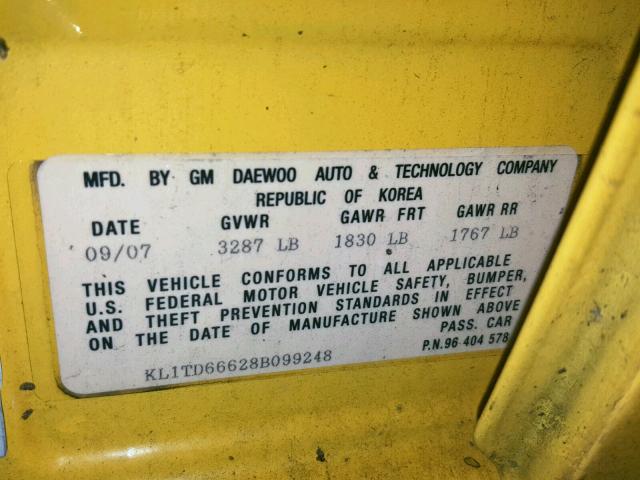 MFD. BY GM DAEWOO AUTO & TECHNOLOGY COMPANY
REPUBLIC OF KOREA
DATE GVWR GAWR FRT GAWR RR
09/07 3287 LB 1830 LB 1767 LB
THIS VEHICLE CONFORMS TO ALL APPLICABLE
U.S. FEDERAL MOTOR VEHICLE SAFETY, BUMPER,
AND THEFT PREVENTION STANDARDS IN EFFECT
ON THE DATE OF MANUFACTURE SHOWN ABOVE
PASS. CAR
KL1TD66628B099248 P.N. 96 404 578